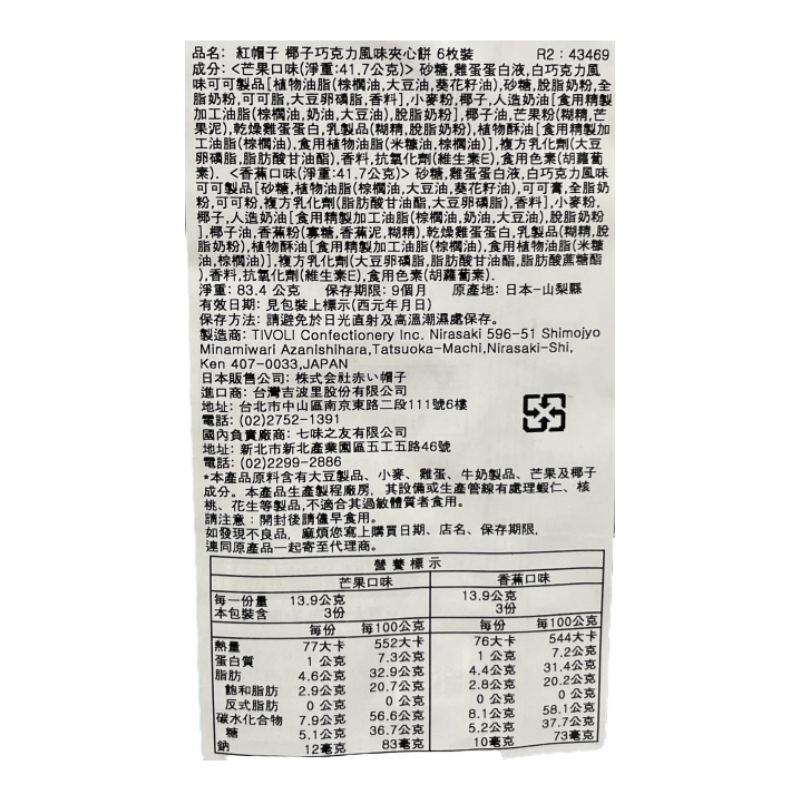 品名: 紅帽子 椰子巧克力風味夾心餅 6枚裝 R2：43469
成分: <芒果口味(淨重:41.7公克)> 砂糖,雞蛋蛋白液,白巧克力風
味可可製品[植物油脂(棕櫚油,大豆油,葵花籽油),砂糖,脫脂奶粉,全
脂奶粉,可可脂,大豆卵磷脂,香料],小麥粉,椰子,人造奶油[食用精製
加工油脂(棕櫚油,奶油,大豆油),脫脂奶粉],椰子油,芒果粉(糊精,芒
果泥),乾燥雞蛋蛋白,乳製品(糊精,脫脂奶粉),植物酥油[食用精製加
工油脂(棕櫚油),食用植物油脂(米糠油,棕櫚油)],複方乳化劑(大豆
卵磷脂,脂肪酸甘油酯),香料,抗氧化劑(維生素E),食用色素(胡蘿蔔
素). <香蕉口味(淨重:41.7公克)> 砂糖,雞蛋蛋白液,白巧克力風味
可可製品[砂糖,植物油脂(棕櫚油,大豆油,葵花籽油),可可膏,全脂奶
粉,可可粉,複方乳化劑(脂肪酸甘油酯,大豆卵磷脂),香料],小麥粉,
椰子,人造奶油[食用精製加工油脂(棕櫚油,奶油,大豆油),脫脂奶粉
],椰子油,香蕉粉(寡糖,香蕉泥,糊精),乾燥雞蛋蛋白,乳製品(糊精,脫
脂奶粉),植物酥油[食用精製加工油脂(棕櫚油),食用植物油脂(米糠
油,棕櫚油)],複方乳化劑(大豆卵磷脂,脂肪酸甘油酯,脂肪酸蔗糖酯
),香料,抗氧化劑(維生素E),食用色素(胡蘿蔔素).
淨重: 83.4 公克 保存期限: 9個月 原產地: 日本-山梨縣
有效日期: 見包裝上標示(西元年月日)
保存方法: 請避免於日光直射及高溫潮濕處保存。
製造商: TIVOLI Confectionery Inc. Nirasaki 596-51 Shimojyo
Minamiwari Azanishihara,Tatsuoka-Machi,Nirasaki-Shi,
Ken 407-0033,JAPAN
日本販售公司: 株式会社赤い帽子
進口商: 台灣吉波里股份有限公司
地址: 台北市中山區南京東路二段111號6樓
電話: (02)2752-1391
國內負責廠商: 七味之友有限公司
地址: 新北市新北產業園區五工五路46號
電話: (02)2299-2886
*本產品原料含有大豆製品、小麥、雞蛋、牛奶製品、芒果及椰子
成分。本產品生產製程廠房，其設備或生產管線有處理蝦仁、核
桃、花生等製品,不適合其過敏體質者食用。
請注意：開封後請儘早食用。
如發現不良品，麻煩您寫上購買日期、店名、保存期限，
連同原產品一起寄至代理商。
營養標示
芒果口味 香蕉口味
每一份量 13.9公克 13.9公克
本包裝含 3份 3份
每份 每100公克 每份 每100公克
熱量 77大卡 552大卡 76大卡 544大卡
蛋白質 1 公克 7.3公克 1 公克 7.2公克
脂肪 4.6公克 32.9公克 4.4公克 31.4公克
飽和脂肪 2.9公克 20.7公克 2.8公克 20.2公克
反式脂肪 0 公克 0 公克 0 公克 0 公克
碳水化合物 7.9公克 56.6公克 8.1公克 58.1公克
糖 5.1公克 36.7公克 5.2公克 37.7公克
鈉 12毫克 83毫克 10毫克 73毫克